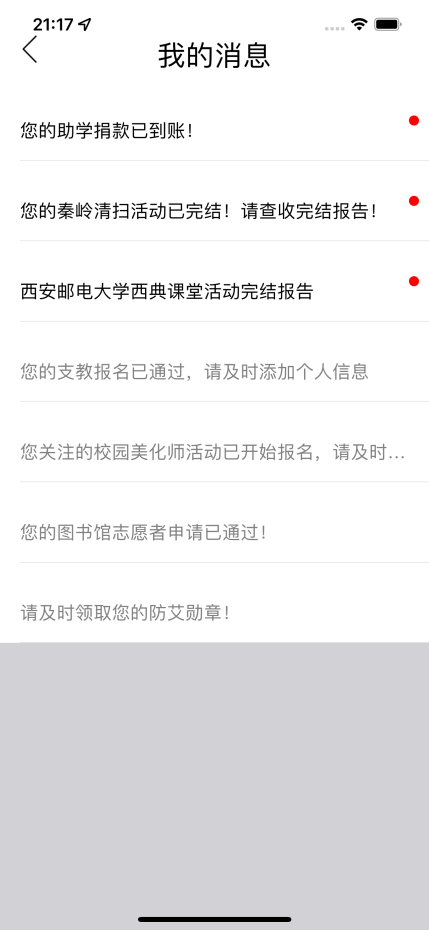 21:17
我的消息
您的助学捐款已到账！
您的秦岭清扫活动已完结！请查收完结报告！
西安邮电大学西典课堂活动完结报告
您的支教报名已通过，请及时添加个人信息
您关注的校园美化师活动已开始报名，请及时...
您的图书馆志愿者申请已通过！
请及时领取您的防艾勋章！